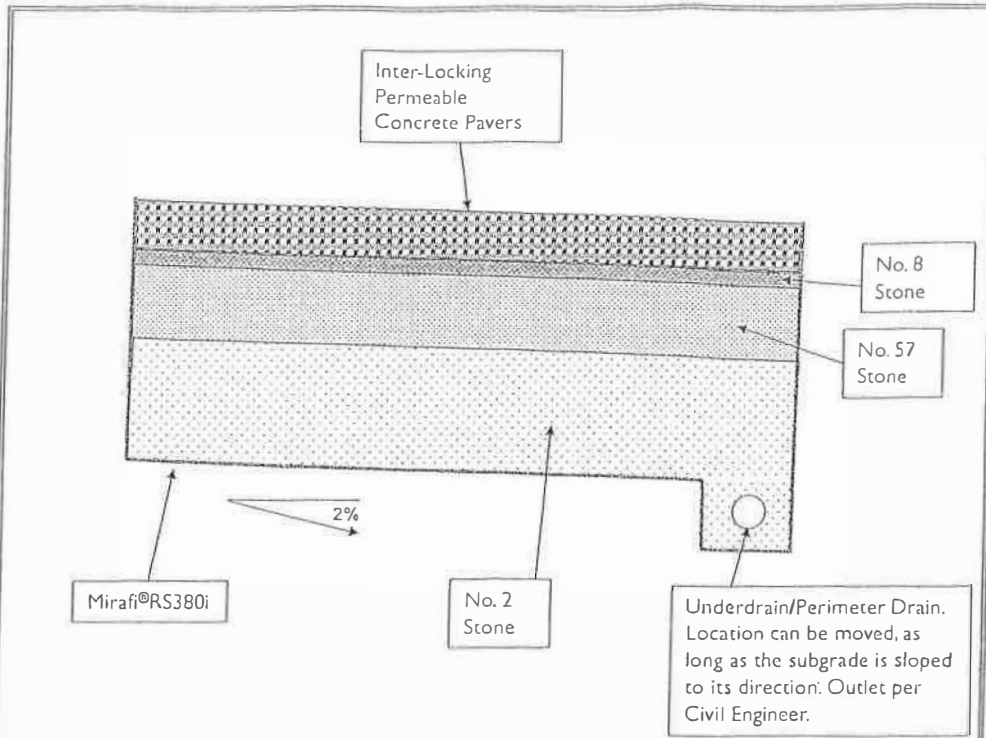 Inter-Locking
Permeable
Concrete Pavers
No. 8
Stone
No. 57
Stone
2%
Mirafi®RS380i
No. 2
Stone
Underdrain/Perimeter Drain.
Location can be moved, as
long as the subgrade is sloped
to its direction. Outlet per
Civil Engineer.